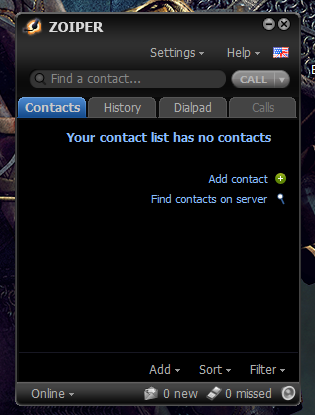 ZOIPER
Settings Help
Find a contact... CALL
Contacts History Dialpad Calls
Your contact list has no contacts
Add contact
Find contacts on server
Add Sort Filter
Online 0 new 0 missed